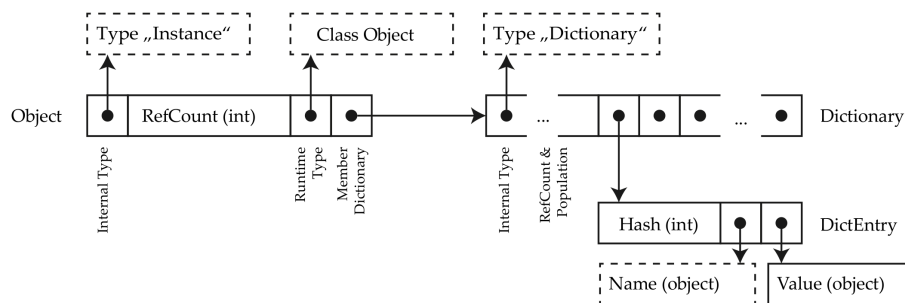 Type „Instance“
Class Object
Type „Dictionary“
Object
RefCount (int)
...
...
Dictionary
Internal Type
Runtime
Type
Member
Dictionary
Internal Type
RefCount &
Population
Hash (int)
DictEntry
Name (object)
Value (object)